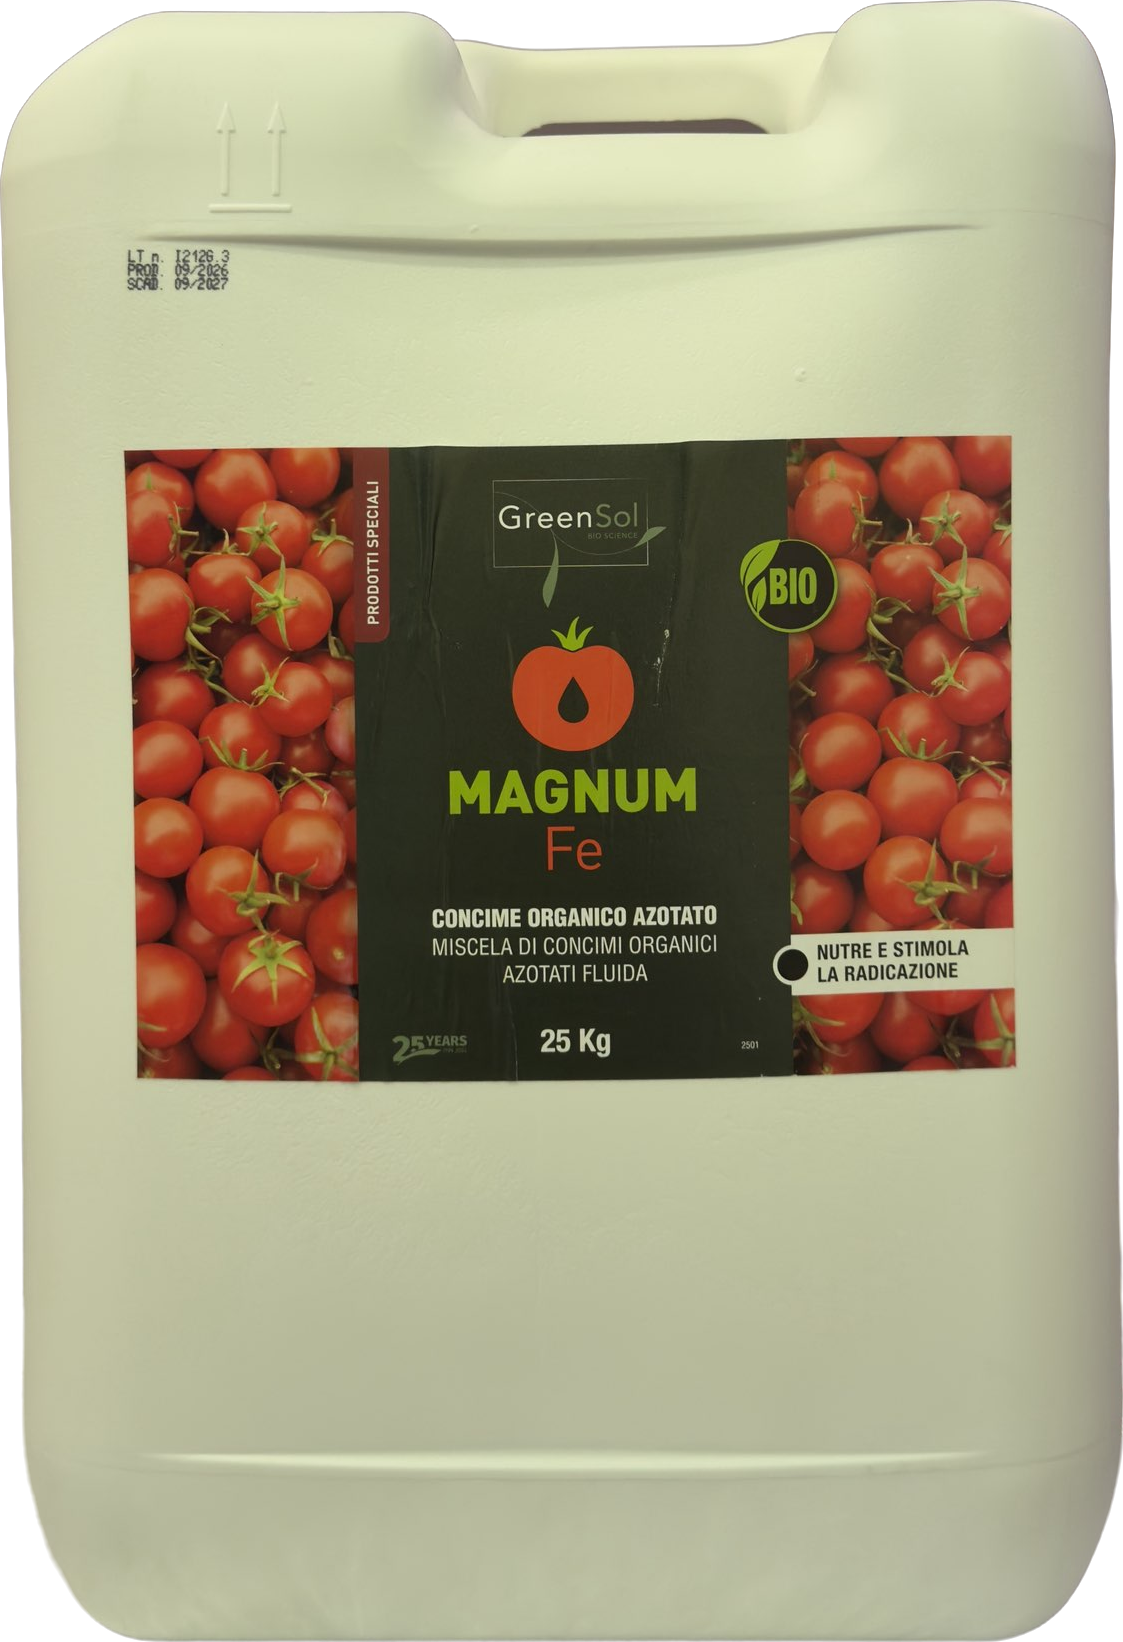 LT n. I2126.3
PROD. 09/2026
SCAD. 09/2027
PRODOTTI SPECIALI
GreenSol
BIO SCIENCE
BIO
MAGNUM
Fe
CONCIME ORGANICO AZOTATO
MISCELA DI CONCIMI ORGANICI
AZOTATI FLUIDA
NUTRE E STIMOLA
LA RADICAZIONE
25 YEARS
25 Kg
2501